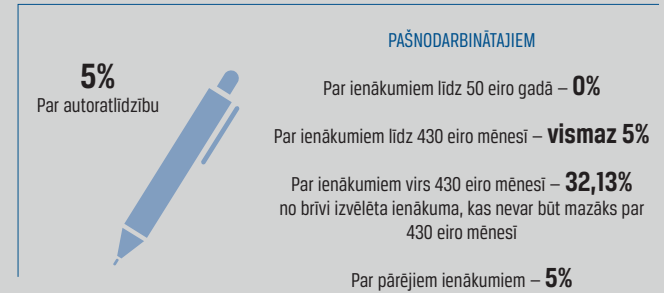 5%
Par autoratlīdzību
PAŠNODARBINĀTAJIEM
Par ienākumiem līdz 50 eiro gadā – 0%
Par ienākumiem līdz 430 eiro mēnesī – vismaz 5%
Par ienākumiem virs 430 eiro mēnesī – 32,13%
no brīvi izvēlēta ienākuma, kas nevar būt mazāks par
430 eiro mēnesī
Par pārējiem ienākumiem – 5%